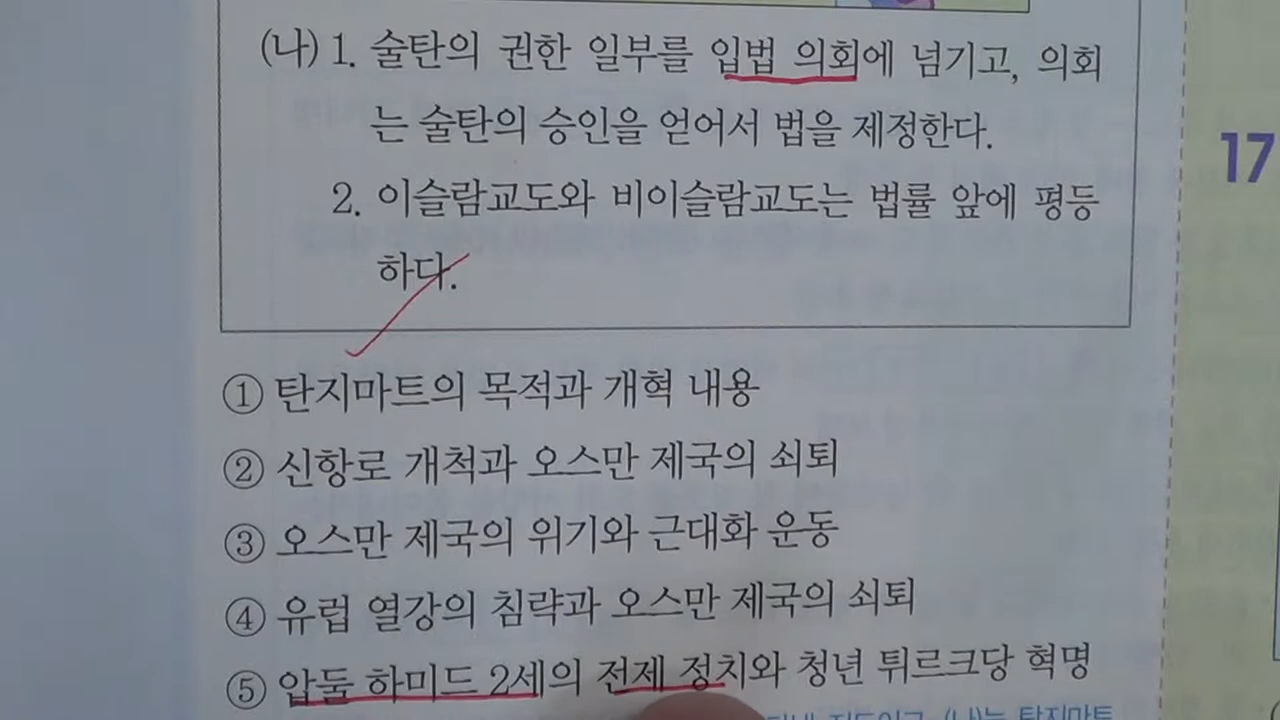 (나) 1. 술탄의 권한 일부를 입법 의회에 넘기고, 의회
는 술탄의 승인을 얻어서 법을 제정한다.
2. 이슬람교도와 비이슬람교도는 법률 앞에 평등
하다.
17
① 탄지마트의 목적과 개혁 내용
② 신항로 개척과 오스만 제국의 쇠퇴
③ 오스만 제국의 위기와 근대화 운동
④ 유럽 열강의 침략과 오스만 제국의 쇠퇴
⑤ 압둘 하미드 2세의 전제 정치와 청년 튀르크당 혁명
(나)는 탄지마트